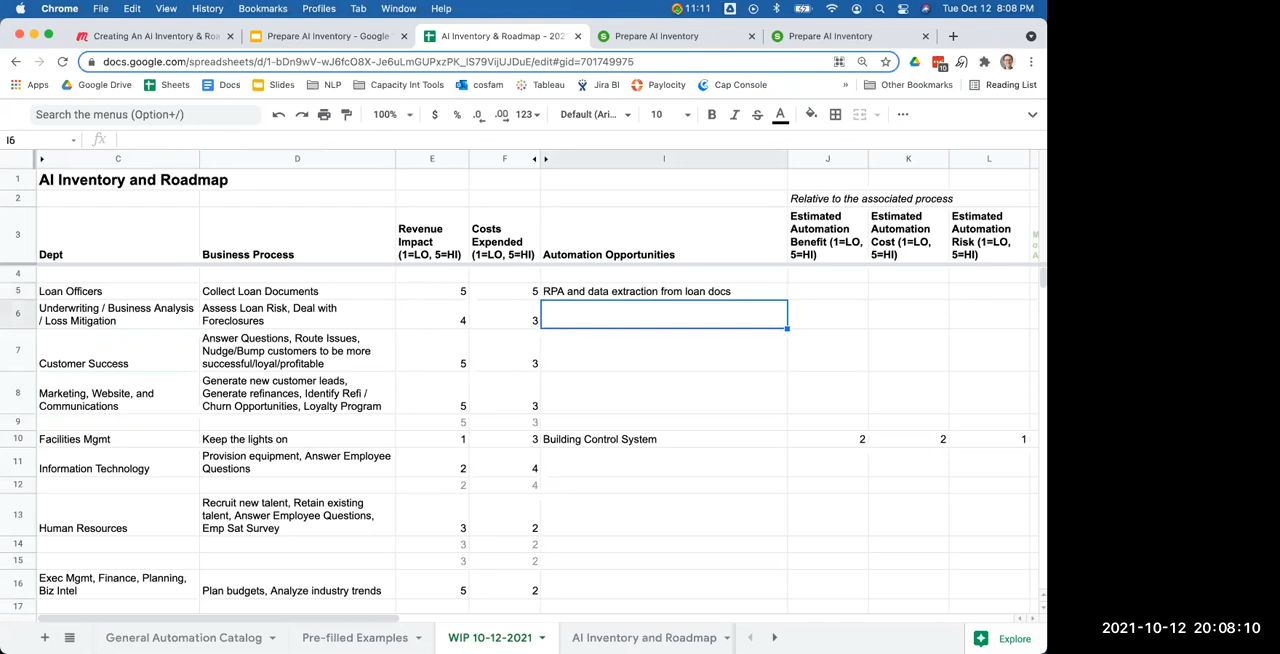 Chrome File Edit View History Bookmarks Profiles Tab Window Help 11:11 Tue Oct 12 8:08 PM
Creating An AI Inventory & Roa Prepare AI Inventory - Google AI Inventory & Roadmap - 202 Prepare AI Inventory Prepare AI Inventory
docs.google.com/spreadsheets/d/1-bDn9wV-wJ6fcO8X-Je6uLmGUPxzPK_IS79VijUJDuE/edit#gid=701749975 10
Apps Google Drive Sheets Docs Slides NLP Capacity Int Tools cosfam Tableau Jira BI Paylocity Cap Console » Other Bookmarks Reading List
Search the menus (Option+/) 100% $ % .0 .00 123 Default (Ari... 10 B I S A
I6 fx
C D E F I J K L
1 AI Inventory and Roadmap
2 Relative to the associated process
3 Dept Business Process Revenue Impact (1=LO, 5=HI) Costs Expended (1=LO, 5=HI) Automation Opportunities Estimated Automation Benefit (1=LO, 5=HI) Estimated Automation Cost (1=LO, 5=HI) Estimated Automation Risk (1=LO, 5=HI)
4
5 Loan Officers Collect Loan Documents 5 5 RPA and data extraction from loan docs
6 Underwriting / Business Analysis / Loss Mitigation Assess Loan Risk, Deal with Foreclosures 4 3
7 Customer Success Answer Questions, Route Issues, Nudge/Bump customers to be more successful/loyal/profitable 5 3
8 Marketing, Website, and Communications Generate new customer leads, Generate refinances, Identify Refi / Churn Opportunities, Loyalty Program 5 3
9 5 3
10 Facilities Mgmt Keep the lights on 1 3 Building Control System 2 2 1
11 Information Technology Provision equipment, Answer Employee Questions 2 4
12 2 4
13 Human Resources Recruit new talent, Retain existing talent, Answer Employee Questions, Emp Sat Survey 3 2
14 3 2
15 3 2
16 Exec Mgmt, Finance, Planning, Biz Intel Plan budgets, Analyze industry trends 5 2
17
General Automation Catalog Pre-filled Examples WIP 10-12-2021 AI Inventory and Roadmap Explore
2021-10-12 20:08:10